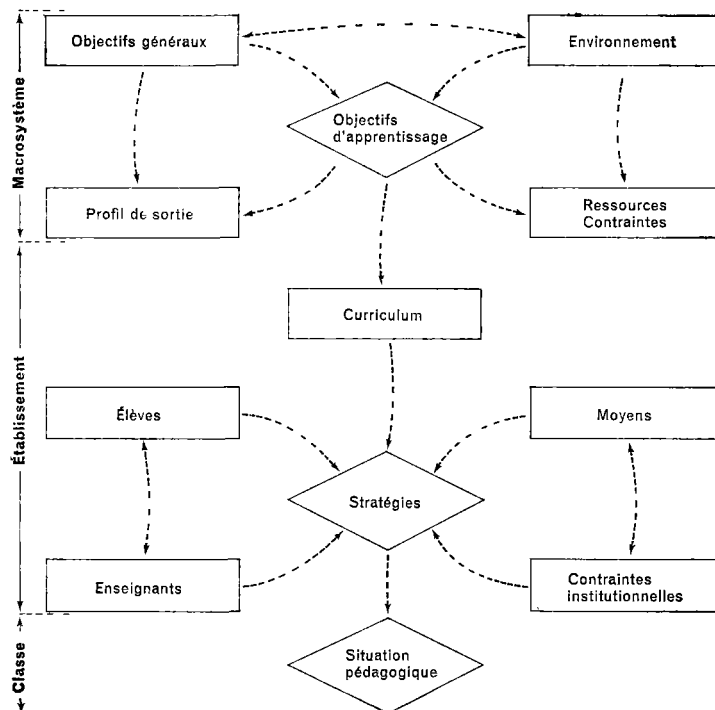 Macrosystème
Objectifs généraux
Environnement
Objectifs
d'apprentissage
Profil de sortie
Ressources
Contraintes
Établissement
Curriculum
Élèves
Moyens
Stratégies
Enseignants
Contraintes
institutionnelles
Classe
Situation
pédagogique